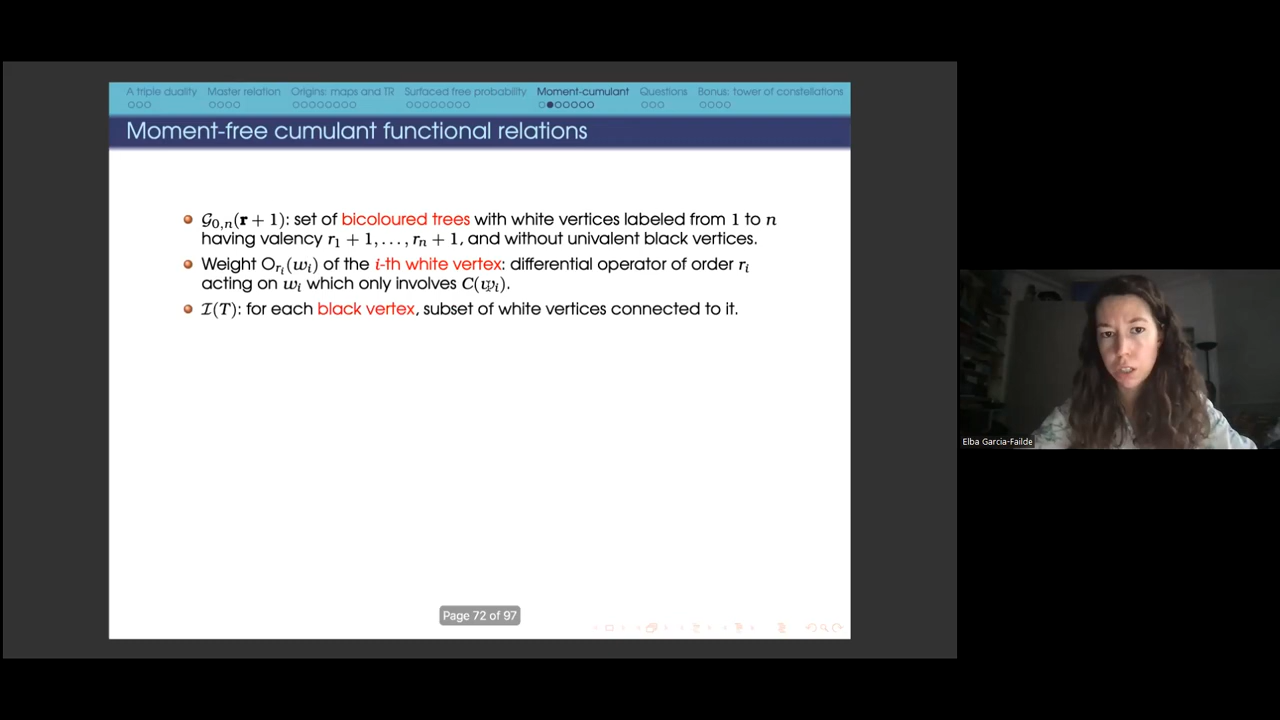 A triple duality Master relation Origins: maps and TR Surfaced free probability Moment-cumulant Questions Bonus: tower of constellations
Moment-free cumulant functional relations
𝒢₀,ₙ(𝐫 + 1): set of bicoloured trees with white vertices labeled from 1 to n
having valency r₁ + 1, . . . , rₙ + 1, and without univalent black vertices.
Weight O_{rᵢ}(wᵢ) of the i-th white vertex: differential operator of order rᵢ
acting on wᵢ which only involves C(wᵢ).
ℐ(T): for each black vertex, subset of white vertices connected to it.
Page 72 of 97
Elba Garcia-Failde